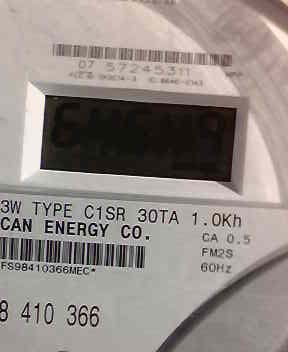 07 57245311
3W TYPE C1SR 30TA 1.0Kh
CAN ENERGY CO.
CA 0.5
FM2S
60Hz
FS98410366MEC*
8 410 366